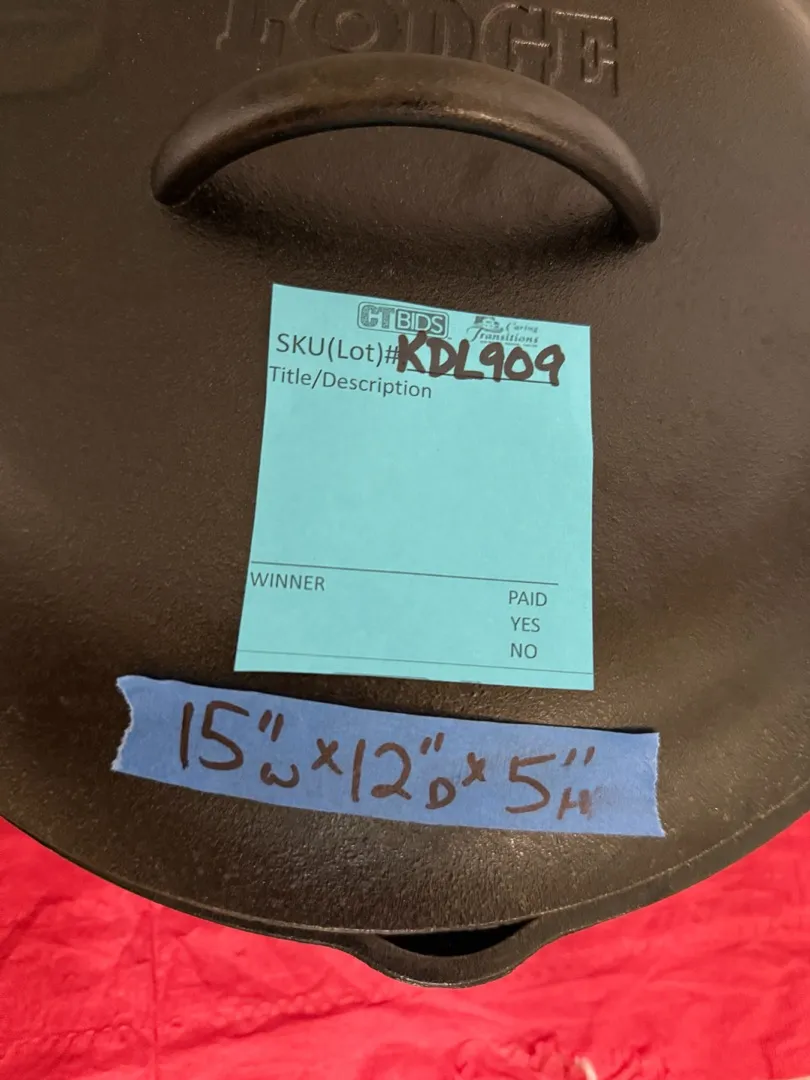 LODGE
CTBIDS
Caring
Transitions
SKU(Lot)#KDL909
Title/Description
WINNER
PAID
YES
NO
15"W x 12"D x 5"H